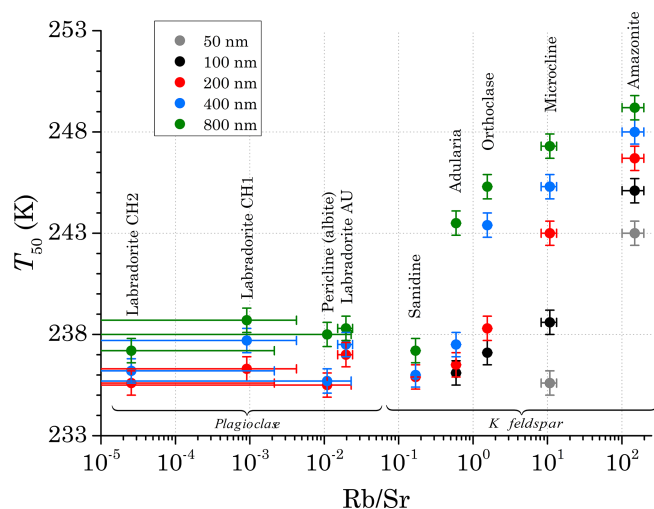 253
248
243
238
233
T50 (K)
50 nm
100 nm
200 nm
400 nm
800 nm
Labradorite CH2
Labradorite CH1
Pericline (albite)
Labradorite AU
Sanidine
Adularia
Orthoclase
Microcline
Amazonite
Plagioclase
K feldspar
10-5
10-4
10-3
10-2
10-1
100
101
102
Rb/Sr